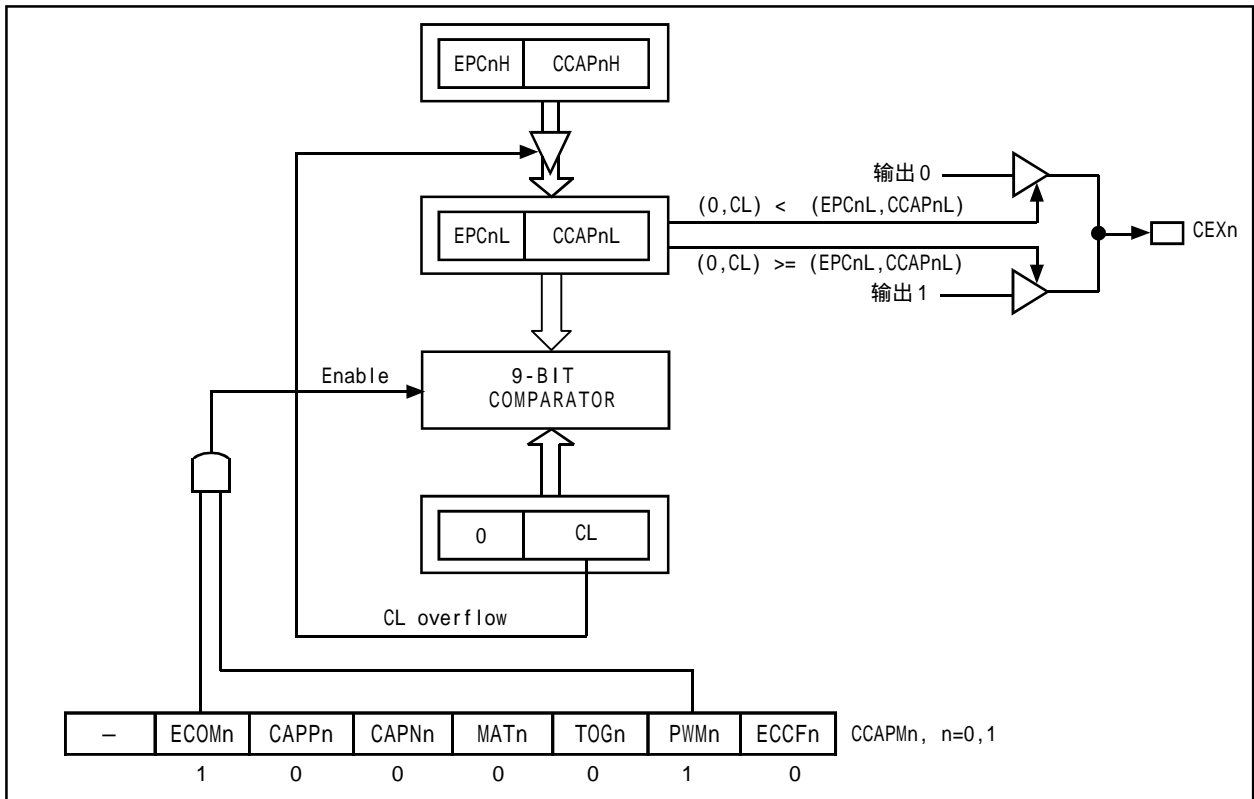 EPCnH CCAPnH
输出0
(0,CL) < (EPCnL,CCAPnL)
EPCnL CCAPnL
CEXn
(0,CL) >= (EPCnL,CCAPnL)
输出1
Enable
9-BIT
COMPARATOR
0 CL
CL overflow
– ECOMn CAPPn CAPNn MATn TOGn PWMn ECCFn CCAPMn, n=0,1
1 0 0 0 0 1 0